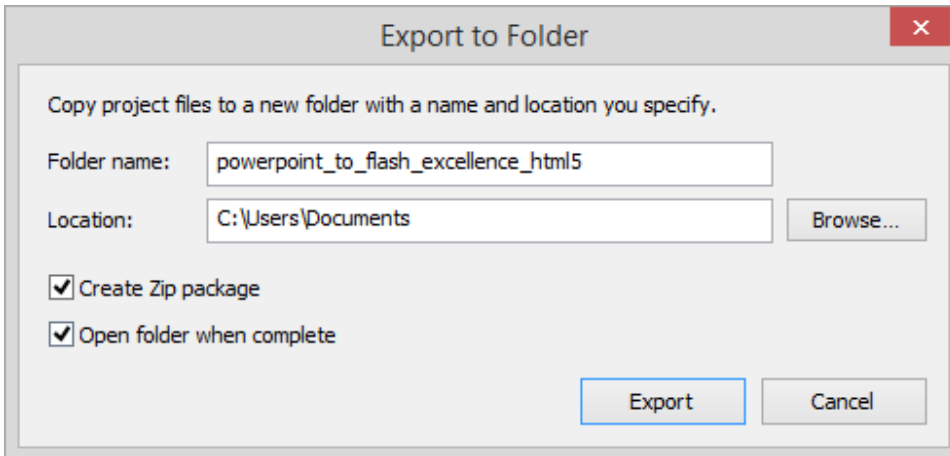 Export to Folder
Copy project files to a new folder with a name and location you specify.
Folder name: powerpoint_to_flash_excellence_html5
Location: C:\Users\Documents Browse...
Create Zip package
Open folder when complete
Export Cancel